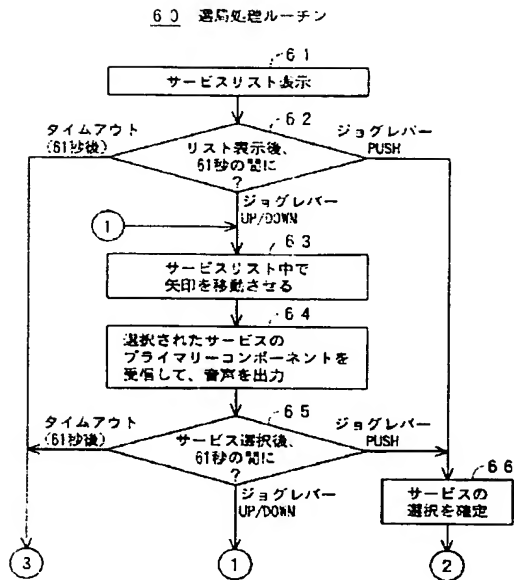 60 選局処理ルーチン
61
サービスリスト表示
62
タイムアウト
(61秒後)
リスト表示後、
61秒の間に
?
ジョグレバー
PUSH
ジョグレバー
UP/DOWN
1
63
サービスリスト中で
矢印を移動させる
64
選択されたサービスの
プライマリーコンポーネントを
受信して、音声を出力
65
タイムアウト
(61秒後)
サービス選択後、
61秒の間に
?
ジョグレバー
PUSH
ジョグレバー
UP/DOWN
66
サービスの
選択を確定
3
1
2